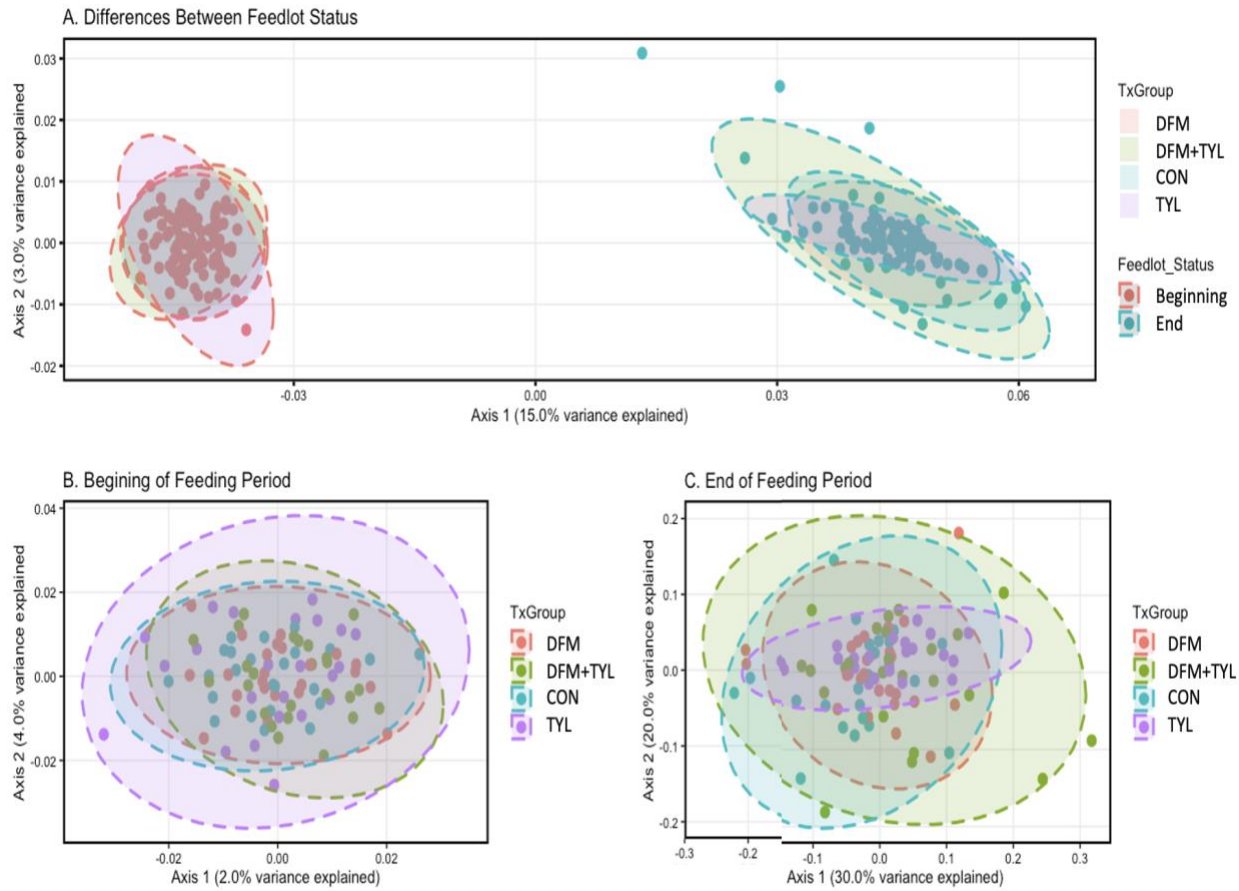 A. Differences Between Feedlot Status
0.03
0.02
0.01
0.00
-0.01
-0.02
Axis 2 (3.0% variance explained)
-0.03
0.00
0.03
0.06
Axis 1 (15.0% variance explained)
TxGroup
DFM
DFM+TYL
CON
TYL
Feedlot_Status
Beginning
End
B. Begining of Feeding Period
0.04
0.02
0.00
-0.02
Axis 2 (4.0% variance explained
-0.02
0.00
0.02
Axis 1 (2.0% variance explained)
TxGroup
DFM
DFM+TYL
CON
TYL
C. End of Feeding Period
0.2
0.1
0.0
-0.1
-0.2
Axis 2 (20.0% variance explained
-0.3
-0.2
-0.1
0.0
0.1
0.2
0.3
Axis 1 (30.0% variance explained)
TxGroup
DFM
DFM+TYL
CON
TYL